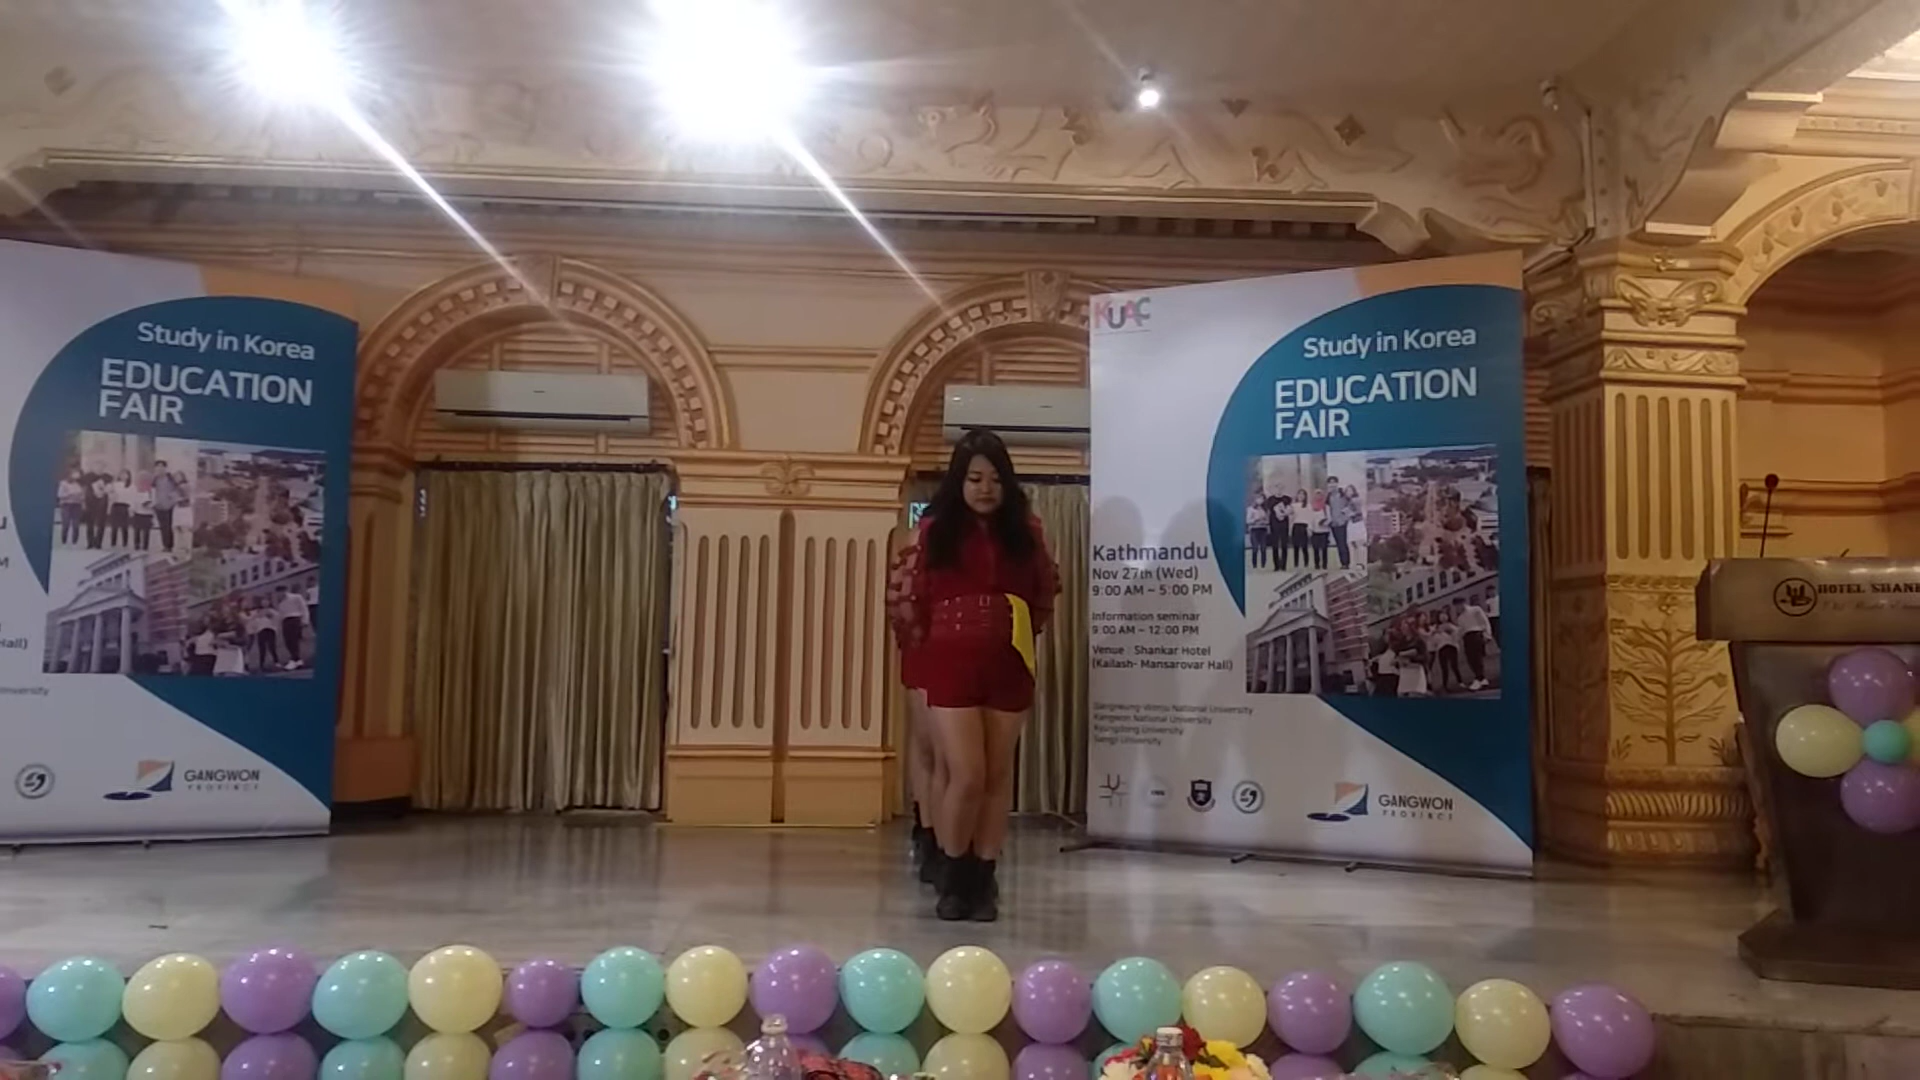 Study in Korea
EDUCATION
FAIR
GANGWON
PROVINCE
KUAC
Study in Korea
EDUCATION
FAIR
Kathmandu
Nov 27th (Wed)
9:00 AM – 5:00 PM
Information seminar
9:00 AM – 12:00 PM
Venue : Shankar Hotel
(Kailash- Mansarovar Hall)
Gangneung-Wonju National University
Kangwon National University
Kyungdong University
Sangji University
GANGWON
PROVINCE
HOTEL SHANK